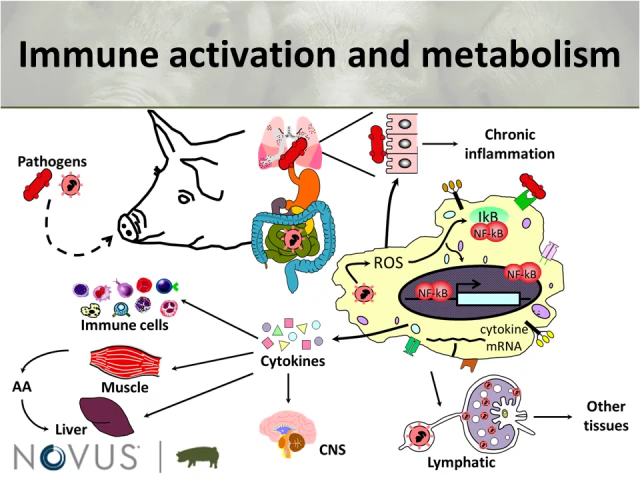 Immune activation and metabolism
Pathogens
Chronic
inflammation
IkB
NF-kB
ROS
NF-kB
NF-kB
cytokine
mRNA
Immune cells
Cytokines
Muscle
AA
Liver
CNS
Lymphatic
Other
tissues
NOVUS